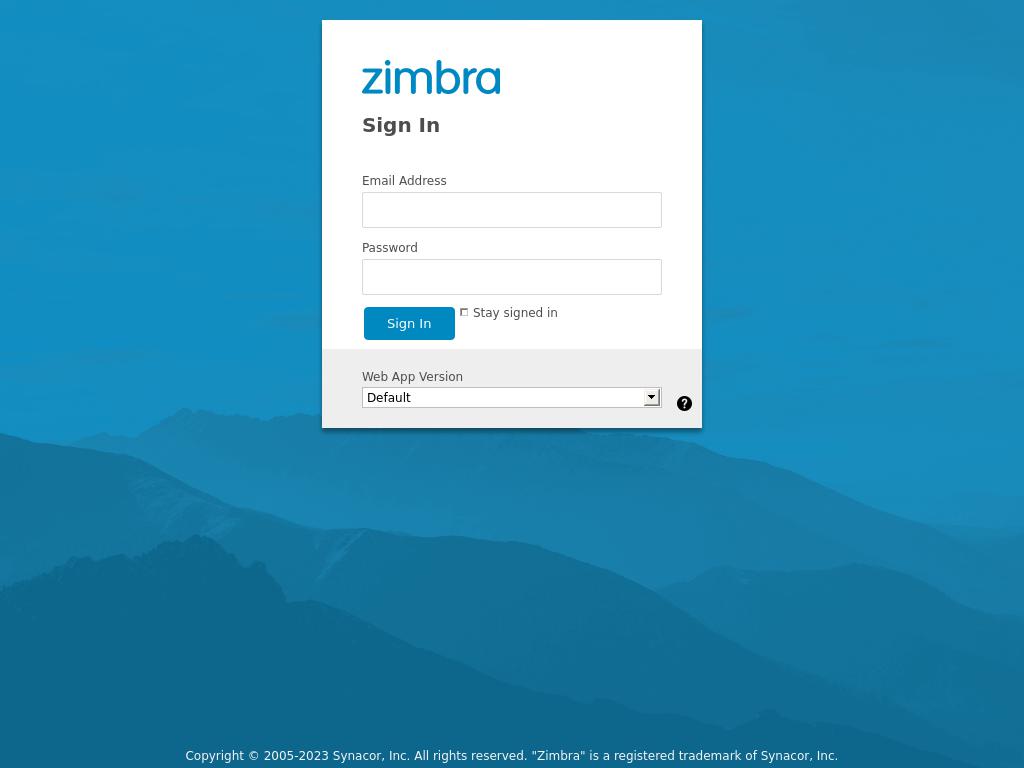 zimbra
Sign In
Email Address
Password
Sign In
Stay signed in
Web App Version
Default
?
Copyright © 2005-2023 Synacor, Inc. All rights reserved. "Zimbra" is a registered trademark of Synacor, Inc.